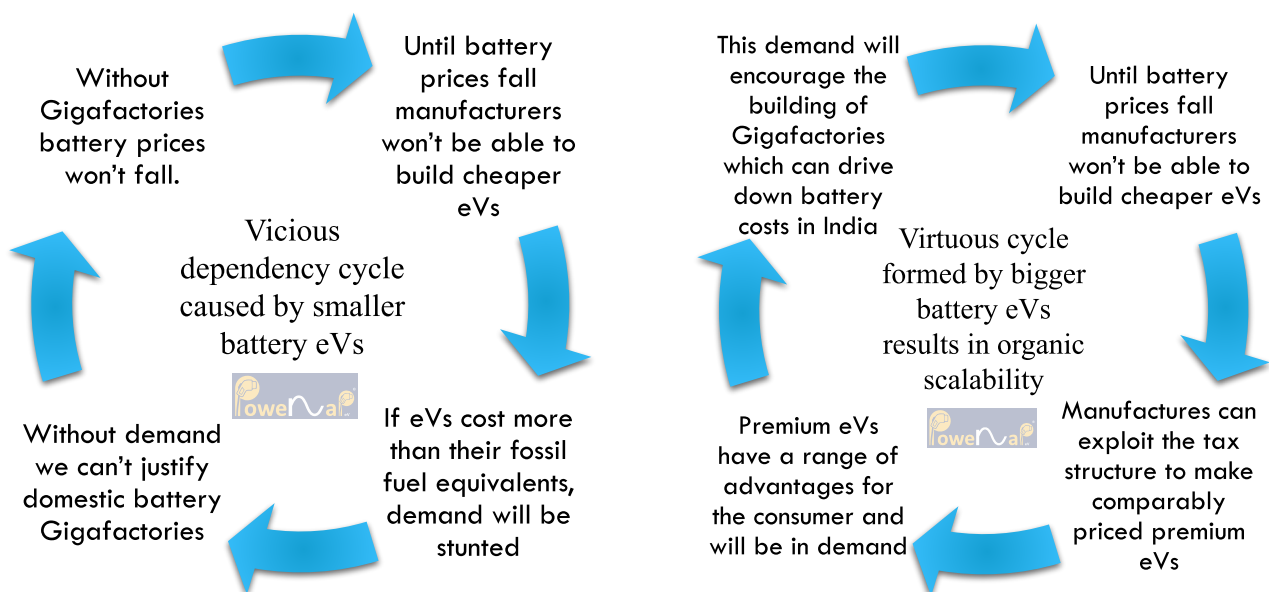 Without
Gigafactories
battery prices
won't fall.
Until battery
prices fall
manufacturers
won't be able to
build cheaper
eVs
If eVs cost more
than their fossil
fuel equivalents,
demand will be
stunted
Without demand
we can't justify
domestic battery
Gigafactories
Vicious
dependency cycle
caused by smaller
battery eVs
This demand will
encourage the
building of
Gigafactories
which can drive
down battery
costs in India
Until battery
prices fall
manufacturers
won't be able to
build cheaper eVs
Manufactures can
exploit the tax
structure to make
comparably
priced premium
eVs
Premium eVs
have a range of
advantages for
the consumer and
will be in demand
Virtuous cycle
formed by bigger
battery eVs
results in organic
scalability